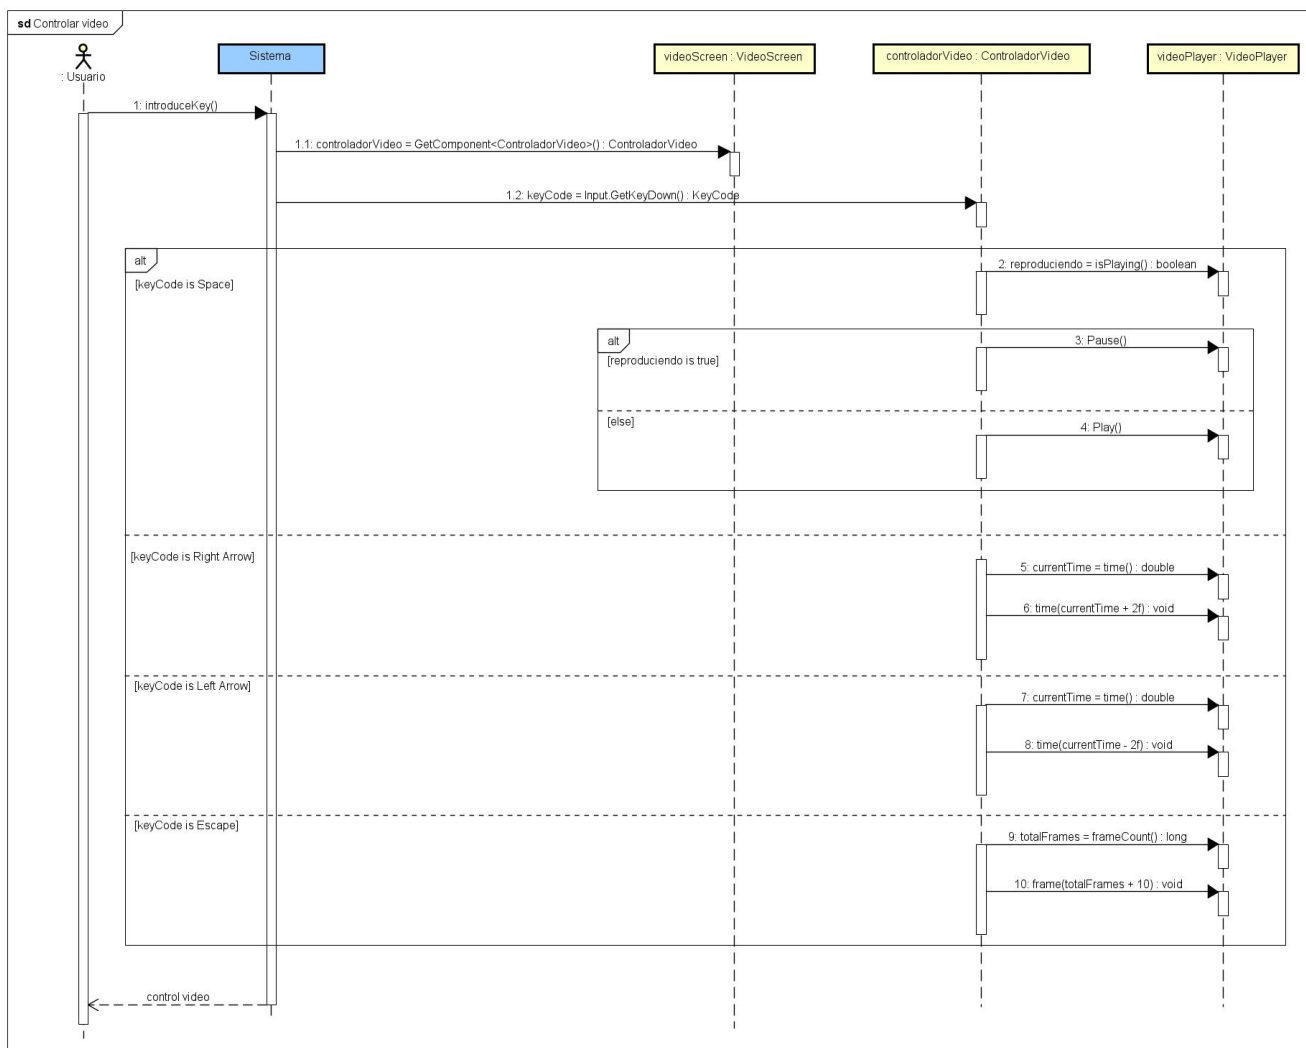 sd Controlar video
: Usuario
Sistema
videoScreen : VideoScreen
controladorVideo : ControladorVideo
videoPlayer : VideoPlayer
1: introduceKey()
1.1: controladorVideo = GetComponent<ControladorVideo>() : ControladorVideo
1.2: keyCode = Input.GetKeyDown() : KeyCode
alt
[keyCode is Space]
2: reproduciendo = isPlaying() : boolean
alt
[reproduciendo is true]
3: Pause()
[else]
4: Play()
[keyCode is Right Arrow]
5: currentTime = time() : double
6: time(currentTime + 2f) : void
[keyCode is Left Arrow]
7: currentTime = time() : double
8: time(currentTime - 2f) : void
[keyCode is Escape]
9: totalFrames = frameCount() : long
10: frame(totalFrames + 10) : void
control video